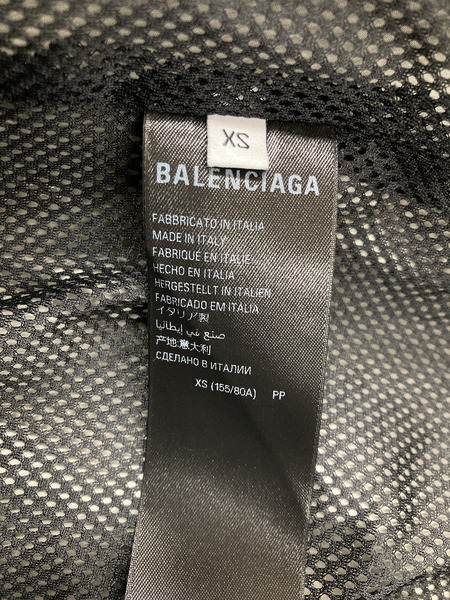 XS
BALENCIAGA
FABBRICATO IN ITALIA
MADE IN ITALY
FABRIQUE EN ITALIE
HECHO EN ITALIA
HERGESTELLT IN ITALIEN
FABRICADO EM ITALIA
イタリア製
صنع في إيطاليا
产地意大利
СДЕЛАНО В ИТАЛИИ
XS (155/80A) PP